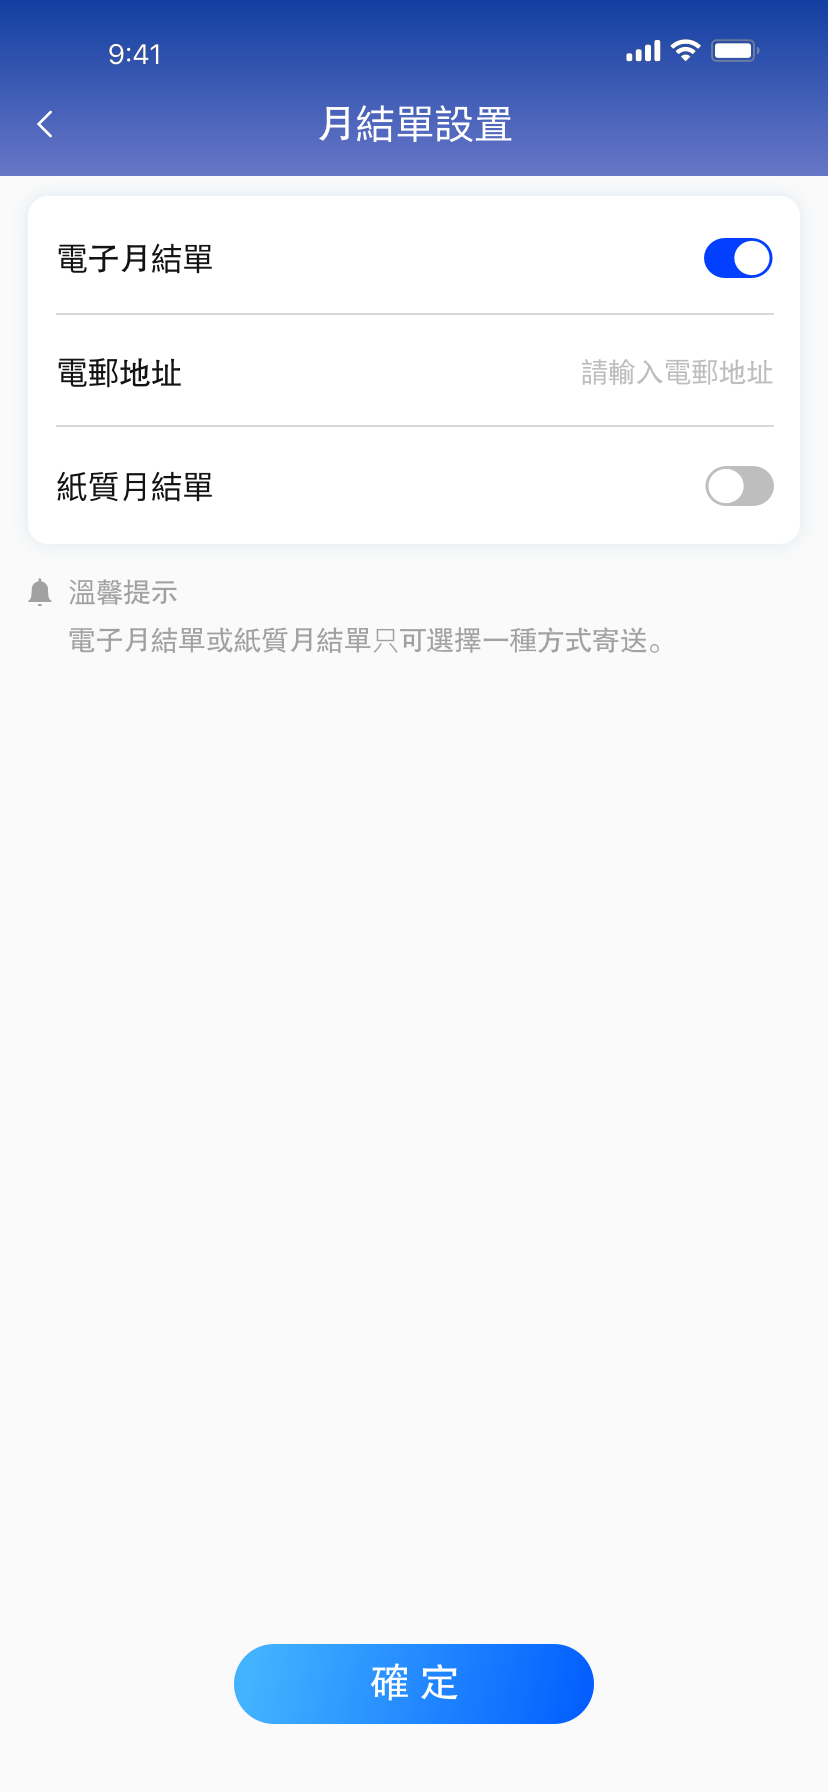 9:41
月結單設置
電子月結單
電郵地址 請輸入電郵地址
紙質月結單
溫馨提示
電子月結單或紙質月結單只可選擇一種方式寄送。
確 定